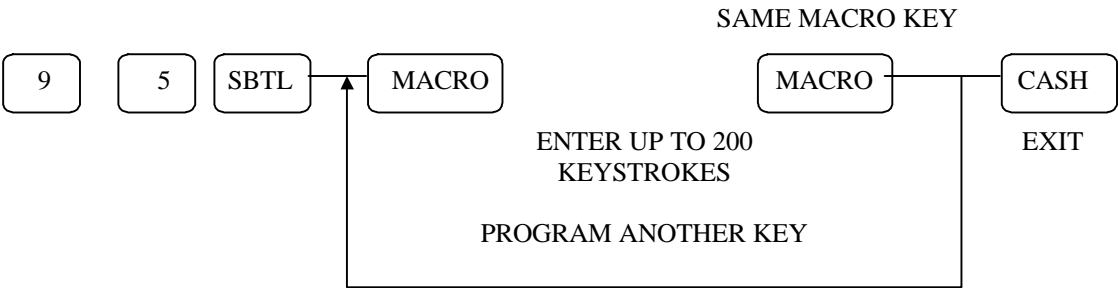 SAME MACRO KEY
9 5 SBTL MACRO MACRO CASH
ENTER UP TO 200 EXIT
KEYSTROKES
PROGRAM ANOTHER KEY